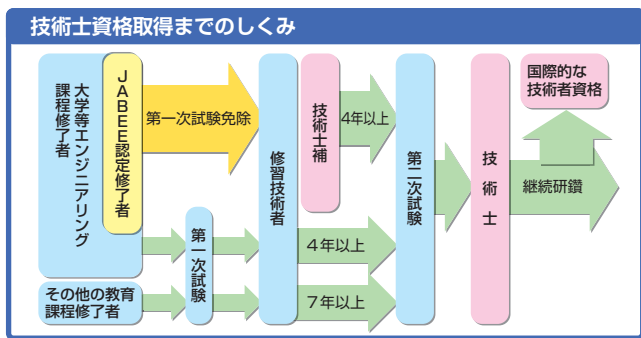 技術士資格取得までのしくみ
大学等エンジニアリング
課程修了者
JABEE認定修了者
第一次試験免除
修習技術者
技術士補
4年以上
第二次試験
技術士
国際的な
技術者資格
継続研鑽
第一次試験
４年以上
その他の教育
課程修了者
７年以上